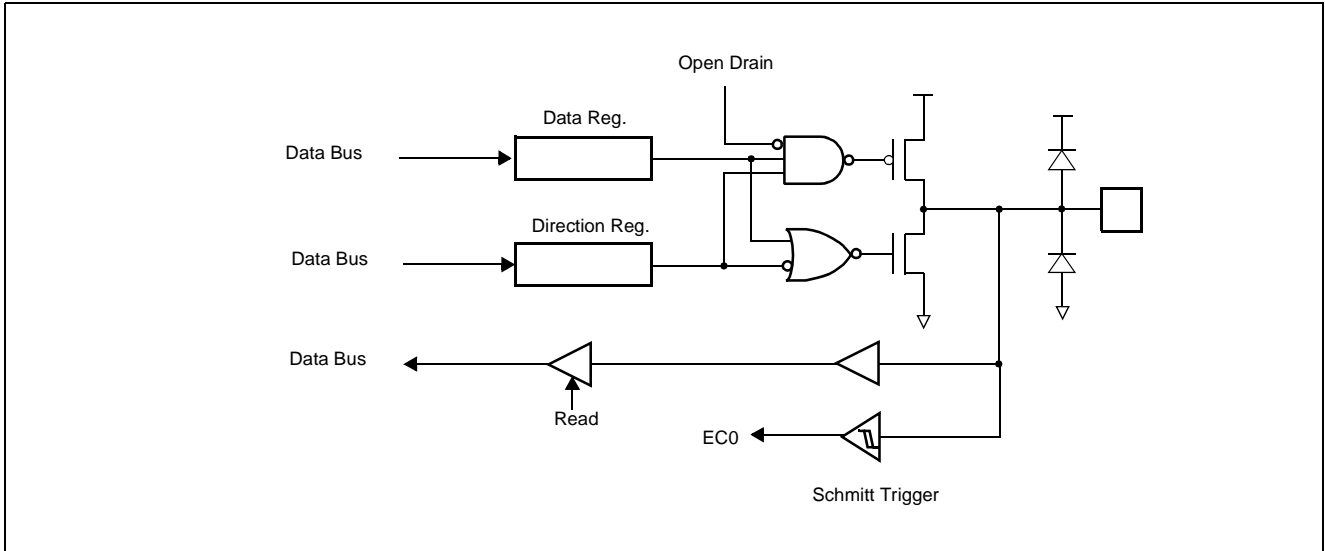 Open Drain
Data Reg.
Data Bus
Direction Reg.
Data Bus
Data Bus
Read
EC0
Schmitt Trigger